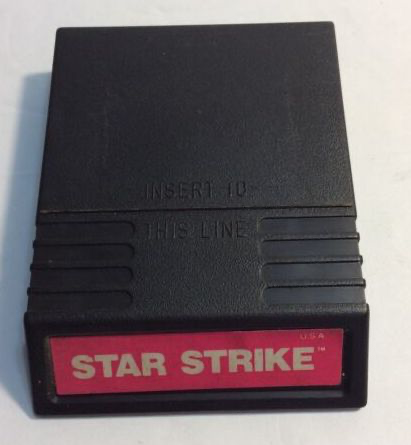 INSERT TO
THIS LINE
U.S.A
STAR STRIKE™